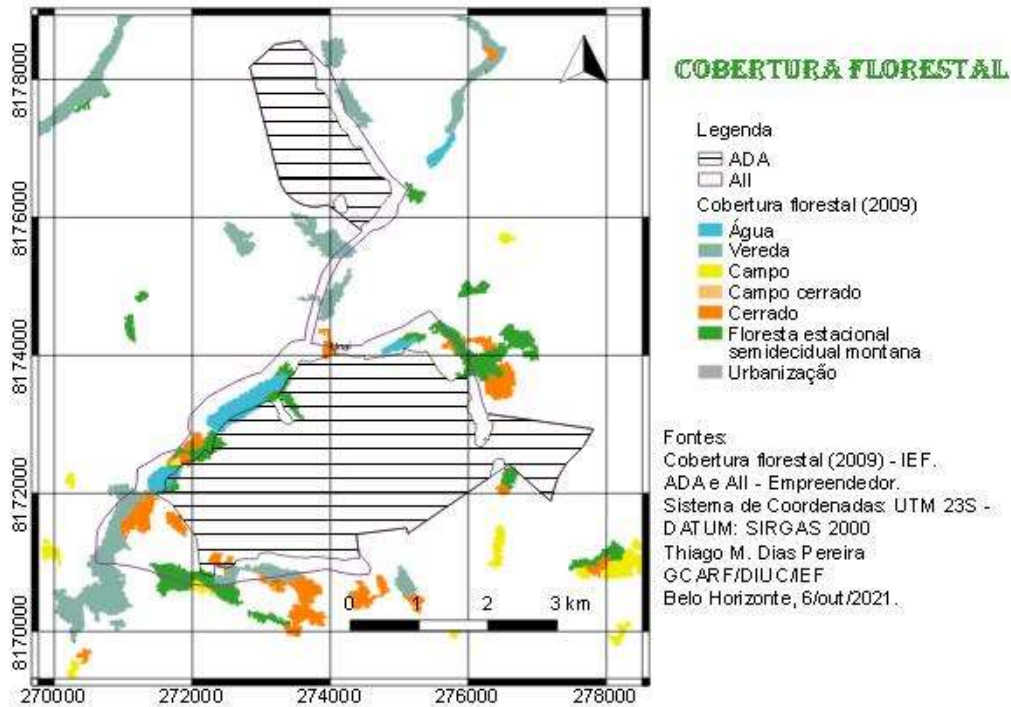 COBERTURA FLORESTAL
Legenda
ADA
AII
Cobertura florestal (2009)
Água
Vereda
Campo
Campo cerrado
Cerrado
Floresta estacional
semidecidual montana
Urbanização
Fontes:
Cobertura florestal (2009) - IEF.
ADA e AII - Empreendedor.
Sistema de Coordenadas: UTM 23S -
DATUM: SIRGAS 2000
Thiago M. Dias Pereira
GCARF/DIUC/IEF
Belo Horizonte, 6/out/2021.
8178000
8176000
8174000
8172000
8170000
Unaí
0 1 2 3 km
270000 272000 274000 276000 278000